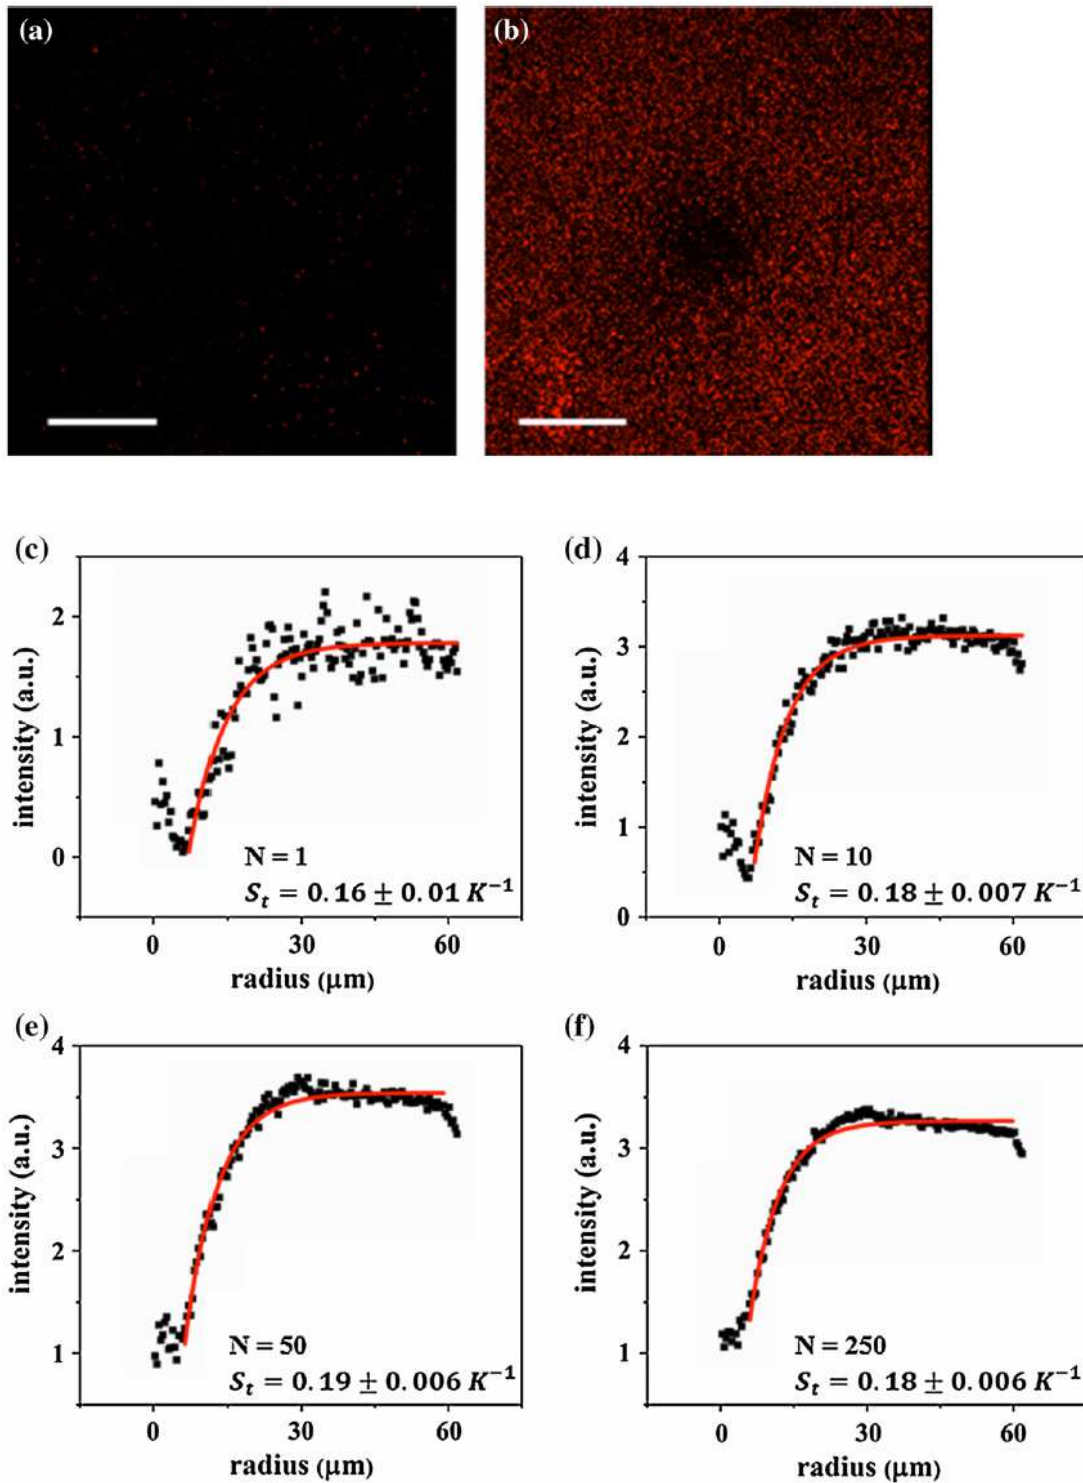 (a)
(b)
(c)
2
1
0
intensity (a.u.)
N = 1
S_t = 0.16 ± 0.01 K⁻¹
0 30 60
radius (μm)
(d)
4
3
2
1
0
intensity (a.u.)
N = 10
S_t = 0.18 ± 0.007 K⁻¹
0 30 60
radius (μm)
(e)
4
3
2
1
intensity (a.u.)
N = 50
S_t = 0.19 ± 0.006 K⁻¹
0 30 60
radius (μm)
(f)
4
3
2
1
intensity (a.u.)
N = 250
S_t = 0.18 ± 0.006 K⁻¹
0 30 60
radius (μm)